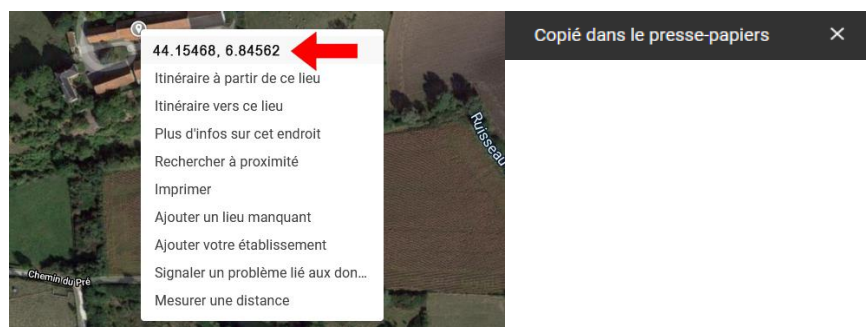 44.15468, 6.84562
Itinéraire à partir de ce lieu
Itinéraire vers ce lieu
Plus d'infos sur cet endroit
Rechercher à proximité
Imprimer
Ajouter un lieu manquant
Ajouter votre établissement
Signaler un problème lié aux don...
Mesurer une distance
Ruisseau
Chemin du Pré
Copié dans le presse-papiers